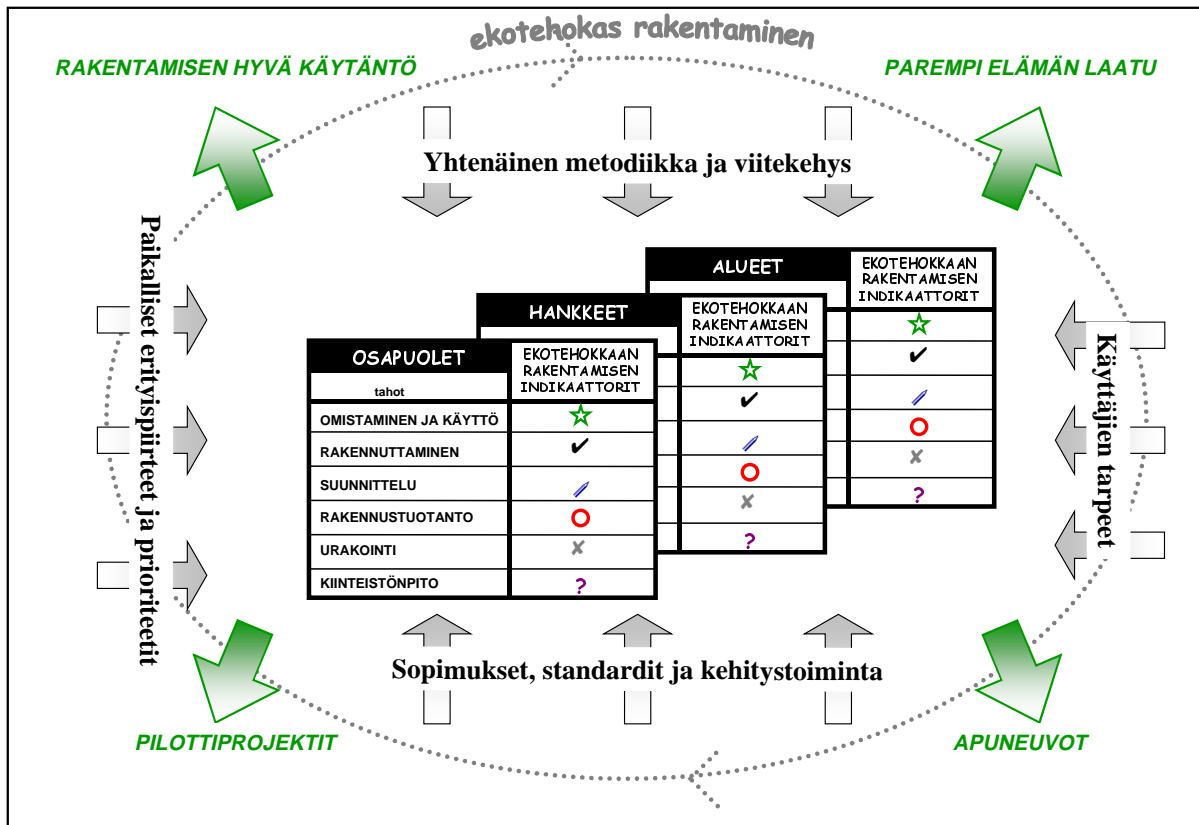 ekotehokas rakentaminen
RAKENTAMISEN HYVÄ KÄYTÄNTÖ
PAREMPI ELÄMÄN LAATU
Yhtenäinen metodiikka ja viitekehys
Paikalliset erityispiirteet ja prioriteetit
ALUEET
EKOTEHOKKAAN
RAKENTAMISEN
INDIKAATTORIT
?
HANKKEET
EKOTEHOKKAAN
RAKENTAMISEN
INDIKAATTORIT
?
OSAPUOLET
tahot
EKOTEHOKKAAN
RAKENTAMISEN
INDIKAATTORIT
OMISTAMINEN JA KÄYTTÖ
RAKENNUTTAMINEN
SUUNNITTELU
RAKENNUSTUOTANTO
URAKOINTI
KIINTEISTÖNPITO ?
Käyttäjien tarpeet
Sopimukset, standardit ja kehitystoiminta
PILOTTIPROJEKTIT
APUNEUVOT